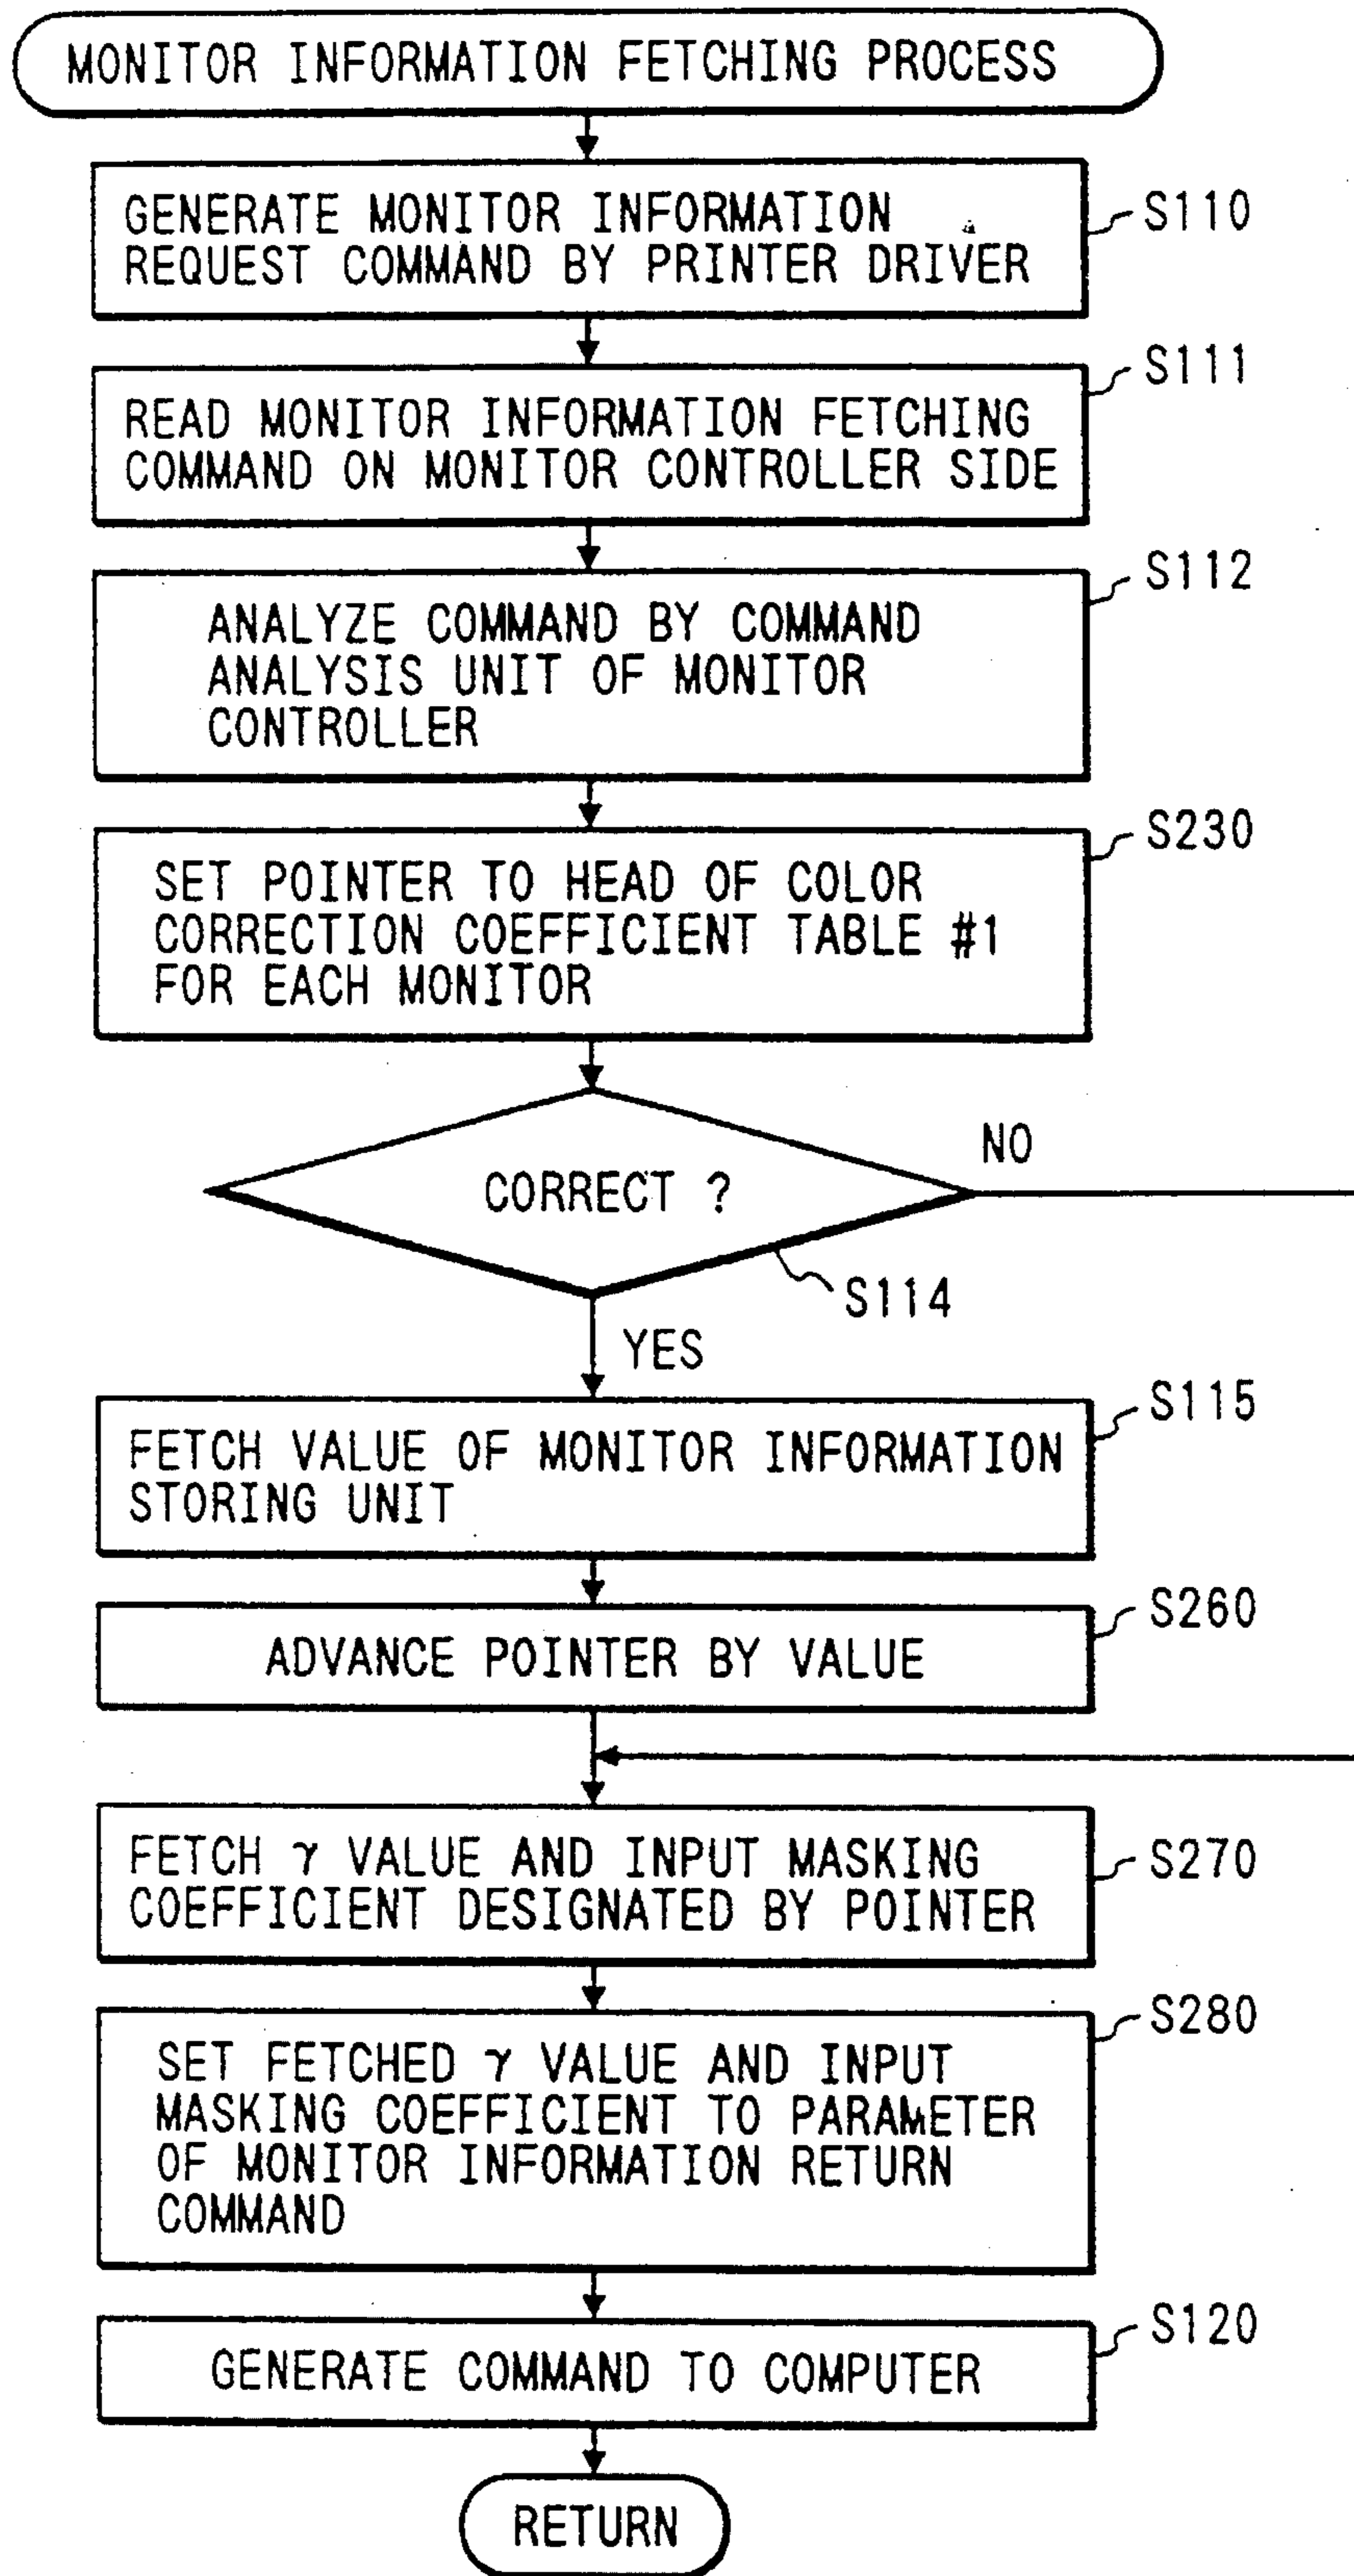 MONITOR INFORMATION FETCHING PROCESS
GENERATE MONITOR INFORMATION
REQUEST COMMAND BY PRINTER DRIVER
S110
READ MONITOR INFORMATION FETCHING
COMMAND ON MONITOR CONTROLLER SIDE
S111
ANALYZE COMMAND BY COMMAND
ANALYSIS UNIT OF MONITOR
CONTROLLER
S112
SET POINTER TO HEAD OF COLOR
CORRECTION COEFFICIENT TABLE #1
FOR EACH MONITOR
S230
CORRECT ?
NO
S114
YES
FETCH VALUE OF MONITOR INFORMATION
STORING UNIT
S115
ADVANCE POINTER BY VALUE
S260
FETCH γ VALUE AND INPUT MASKING
COEFFICIENT DESIGNATED BY POINTER
S270
SET FETCHED γ VALUE AND INPUT
MASKING COEFFICIENT TO PARAMETER
OF MONITOR INFORMATION RETURN
COMMAND
S280
GENERATE COMMAND TO COMPUTER
S120
RETURN